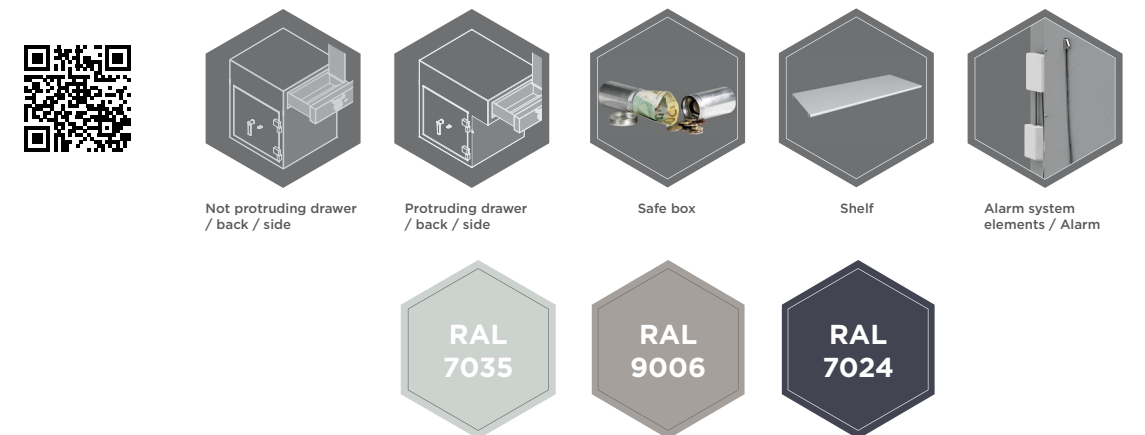 Not protruding drawer
/ back / side
Protruding drawer
/ back / side
Safe box
Shelf
Alarm system
elements / Alarm
RAL
7035
RAL
9006
RAL
7024